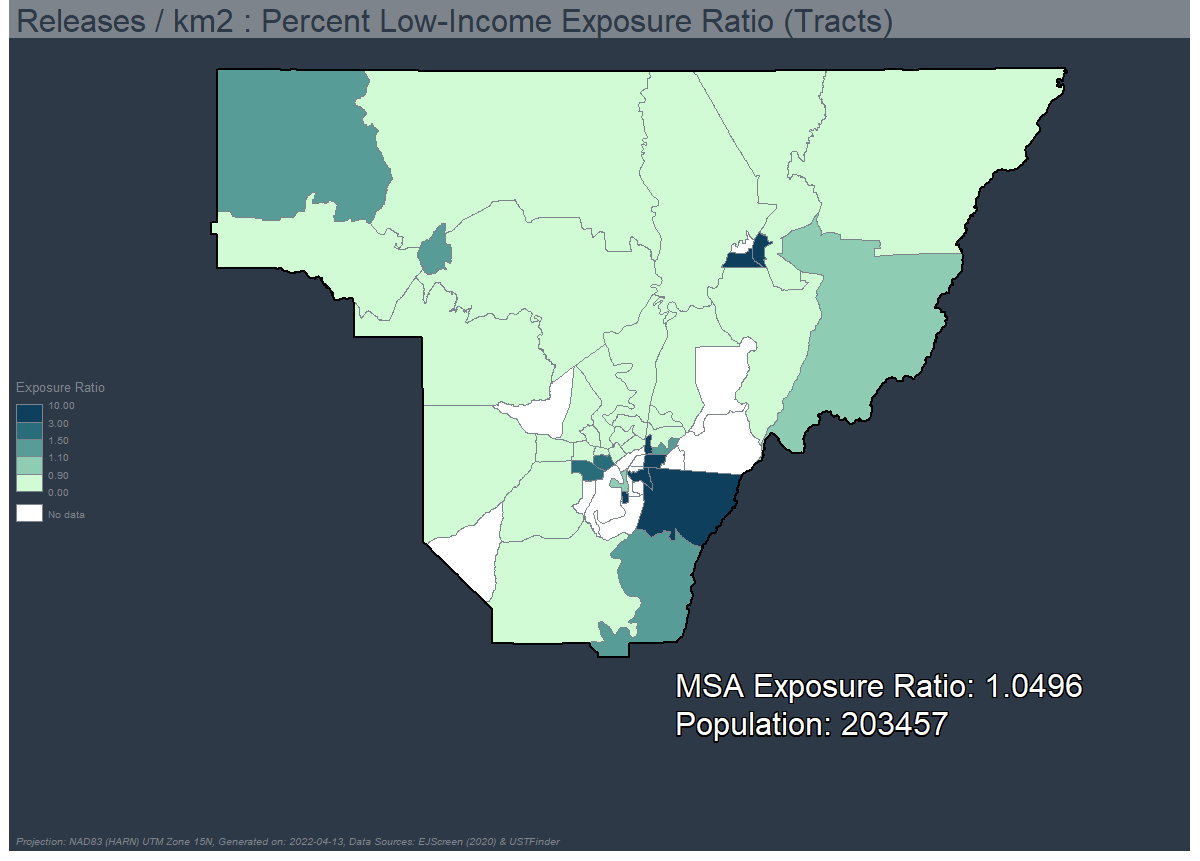 Releases / km2 : Percent Low-Income Exposure Ratio (Tracts)
Exposure Ratio
10.00
3.00
1.50
1.10
0.90
0.00
No data
MSA Exposure Ratio: 1.0496
Population: 203457
Projection: NAD83 (HARN) UTM Zone 15N, Generated on: 2022-04-13, Data Sources: EJScreen (2020) & USTFinder